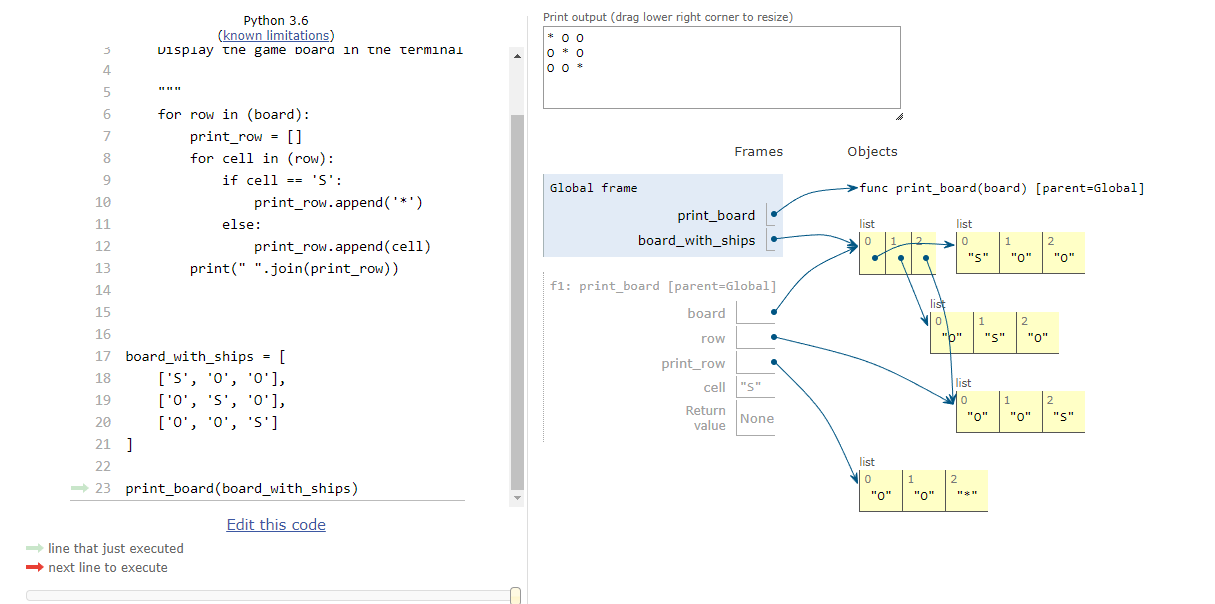 Python 3.6
(known limitations)
3 Display the game board in the terminal
4
5 """
6 for row in (board):
7 print_row = []
8 for cell in (row):
9 if cell == 'S':
10 print_row.append('*')
11 else:
12 print_row.append(cell)
13 print(" ".join(print_row))
14
15
16
17 board_with_ships = [
18 ['S', 'O', 'O'],
19 ['O', 'S', 'O'],
20 ['O', 'O', 'S']
21 ]
22
23 print_board(board_with_ships)
Edit this code
line that just executed
next line to execute
Print output (drag lower right corner to resize)
* O O
O * O
O O *
Frames
Objects
Global frame
print_board
board_with_ships
f1: print_board [parent=Global]
board
row
print_row
cell "S"
Return
value None
func print_board(board) [parent=Global]
list
0 1 2
list
0 1 2
"S" "O" "O"
list
0 1 2
"O" "S" "O"
list
0 1 2
"O" "O" "S"
list
0 1 2
"O" "O" "*"